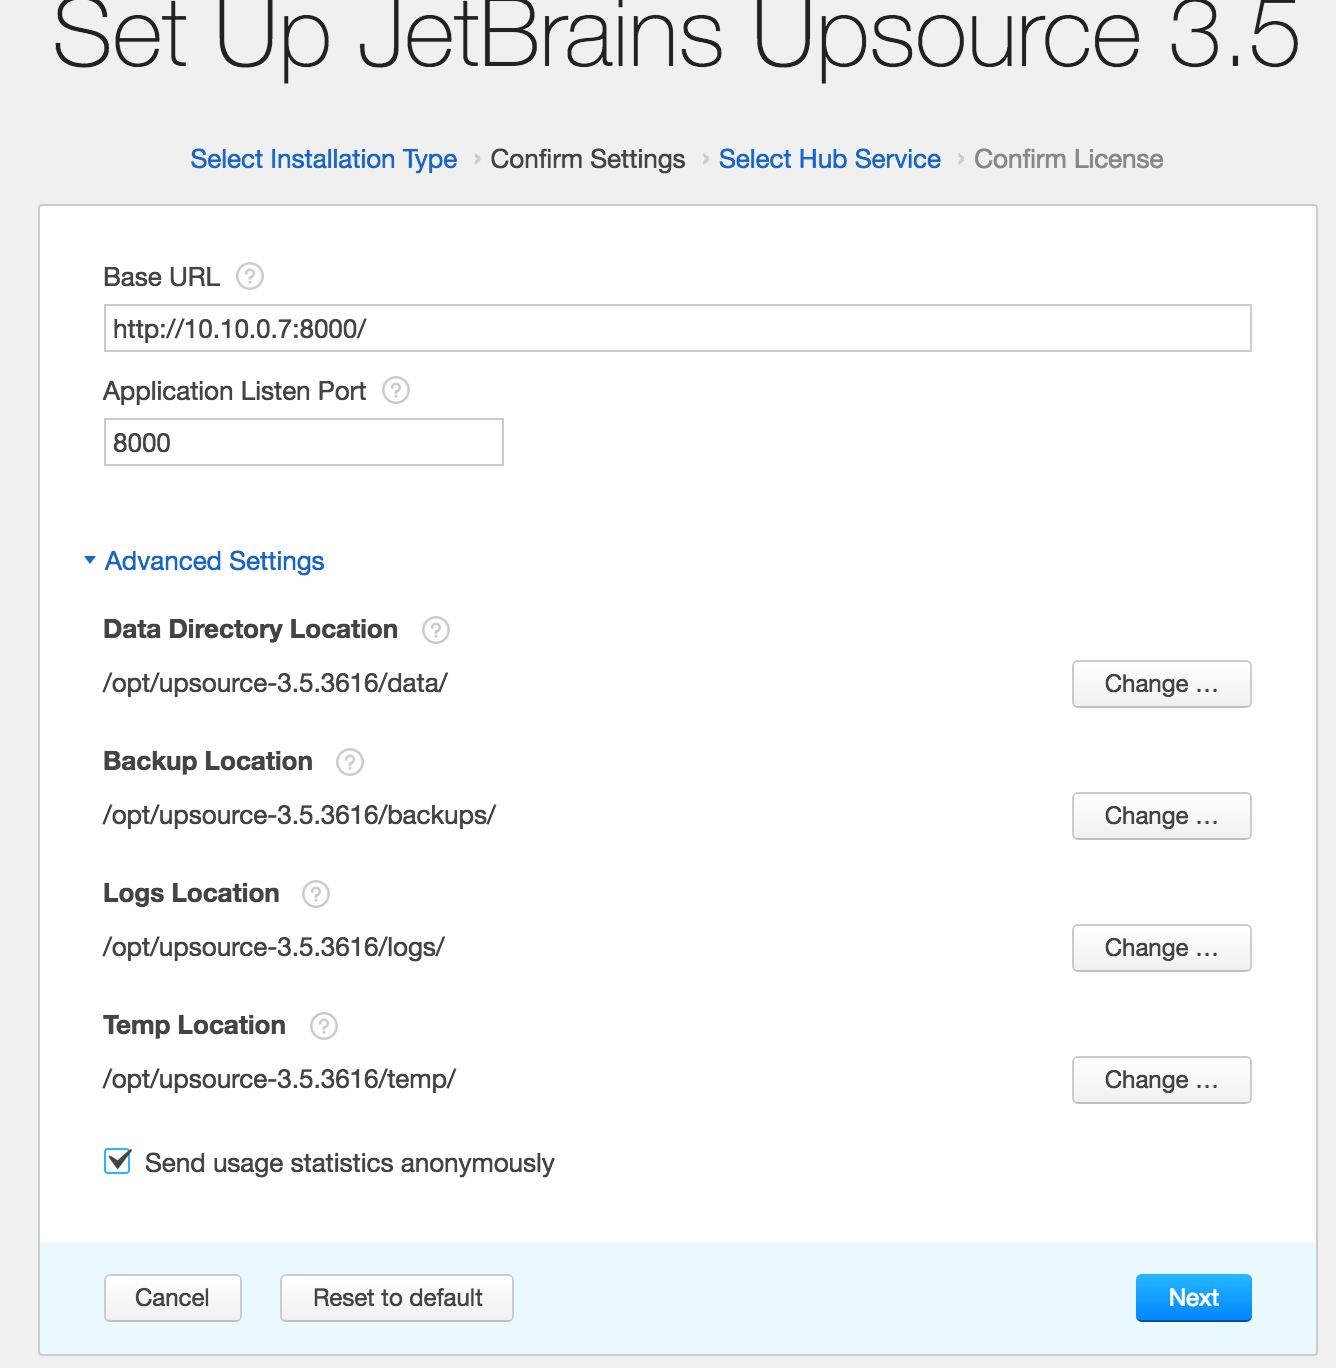 Set Up JetBrains Upsource 3.5
Select Installation Type › Confirm Settings › Select Hub Service › Confirm License
Base URL ?
http://10.10.0.7:8000/
Application Listen Port ?
8000
Advanced Settings
Data Directory Location ?
/opt/upsource-3.5.3616/data/ Change ...
Backup Location ?
/opt/upsource-3.5.3616/backups/ Change ...
Logs Location ?
/opt/upsource-3.5.3616/logs/ Change ...
Temp Location ?
/opt/upsource-3.5.3616/temp/ Change ...
Send usage statistics anonymously
Cancel Reset to default Next